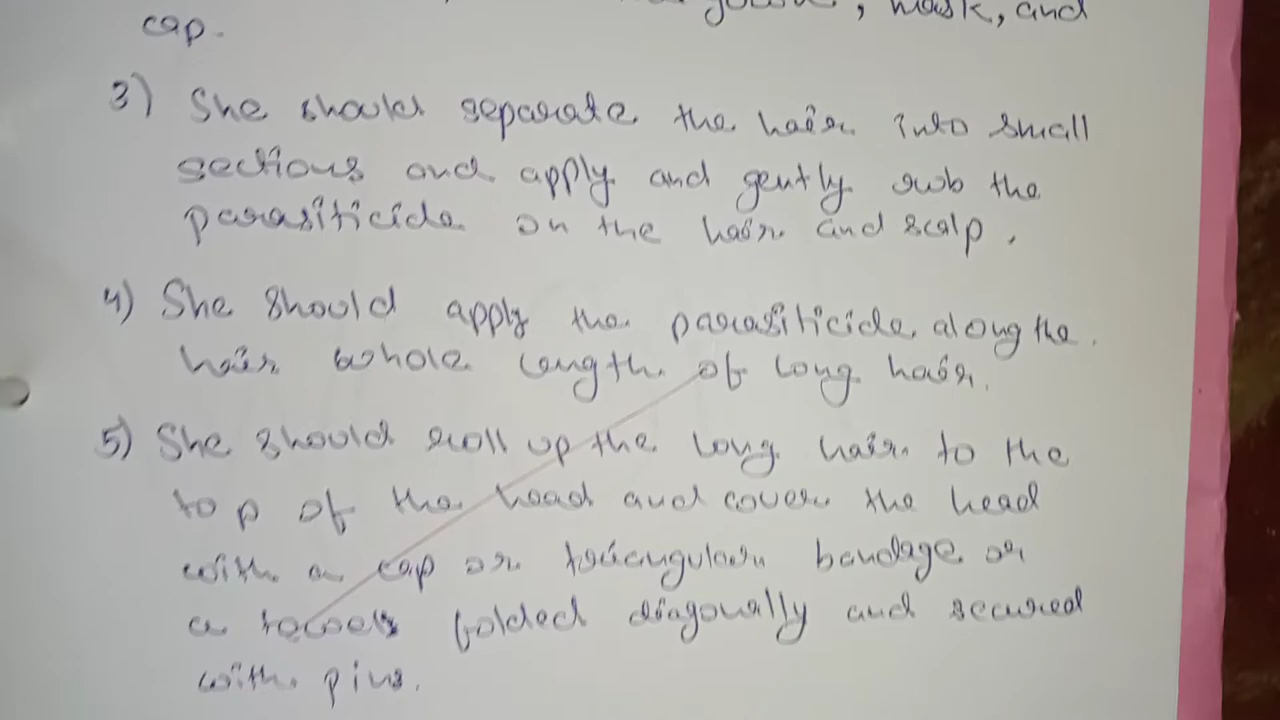 , mask, and
cap.
3) She should separate the hair into small
sections and apply and gently rub the
parasiticide on the hair and scalp.
4) She should apply the parasiticide along the
hair whole length of long hair.
5) She should roll up the long hair to the
top of the head and cover the head
with a cap or triangular bandage or
a towel folded diagonally and secured
with pins.